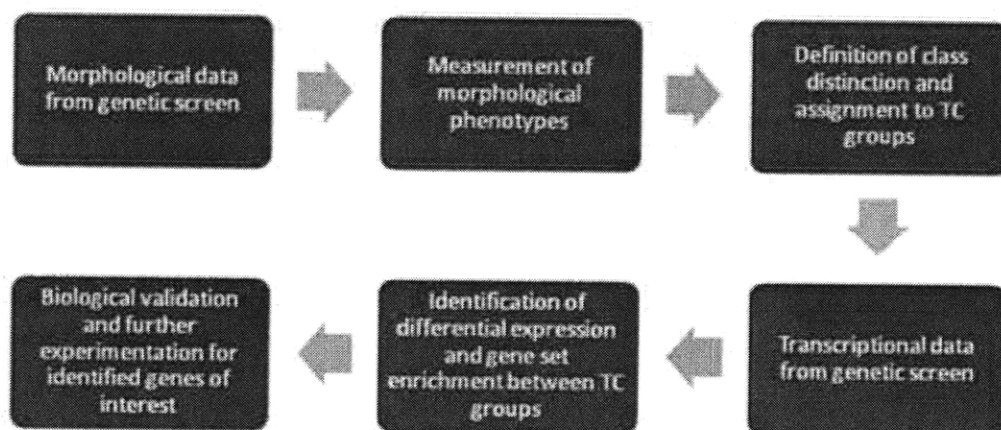 Morphological data
from genetic screen
Measurement of
morphological
phenotypes
Definition of class
distinction and
assignment to TC
groups
Transcriptional data
from genetic screen
Identification of
differential expression
and gene set
enrichment between TC
groups
Biological validation
and further
experimentation for
identified genes of
interest